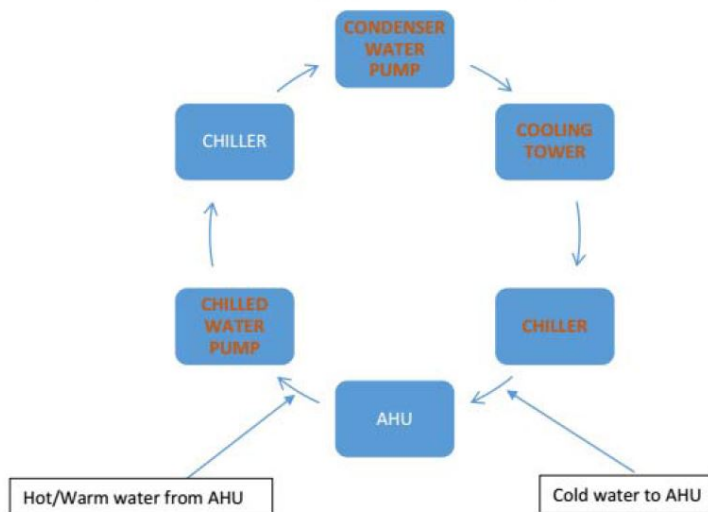 CONDENSER
WATER
PUMP
CHILLER
COOLING
TOWER
CHILLED
WATER
PUMP
CHILLER
AHU
Hot/Warm water from AHU
Cold water to AHU